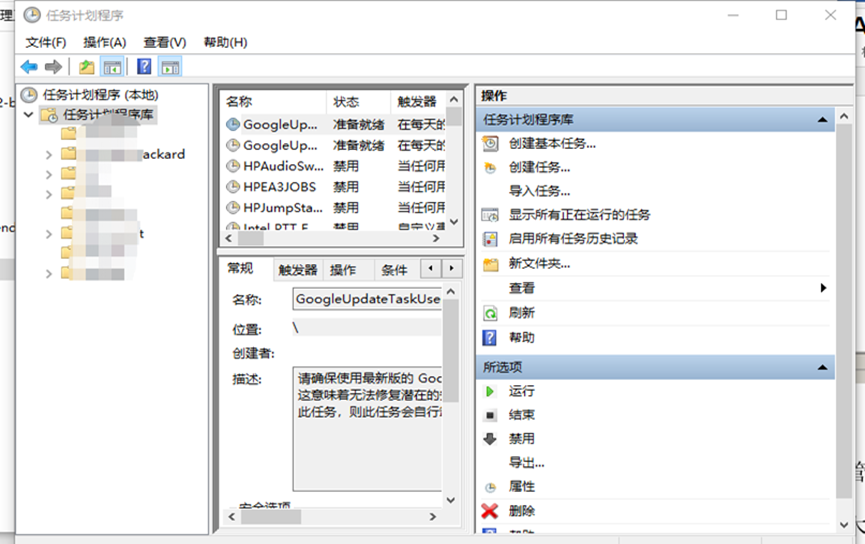 任务计划程序
文件(F) 操作(A) 查看(V) 帮助(H)
任务计划程序 (本地)
任务计划程序库
ackard
t
名称 状态 触发器
GoogleUp... 准备就绪 在每天的
GoogleUp... 准备就绪 在每天的
HPAudioSw... 禁用 当任何用
HPEA3JOBS 禁用 当任何用
HPJumpSta... 禁用 当任何用
Intel PTT E 禁用 自定义事
常规 触发器 操作 条件
名称: GoogleUpdateTaskUse
位置: \
创建者:
描述: 请确保使用最新版的 Goo
这意味着无法修复潜在的
此任务，则此任务会自行
安全选项
操作
任务计划程序库
创建基本任务...
创建任务...
导入任务...
显示所有正在运行的任务
启用所有任务历史记录
新文件夹...
查看
刷新
帮助
所选项
运行
结束
禁用
导出...
属性
删除
帮助